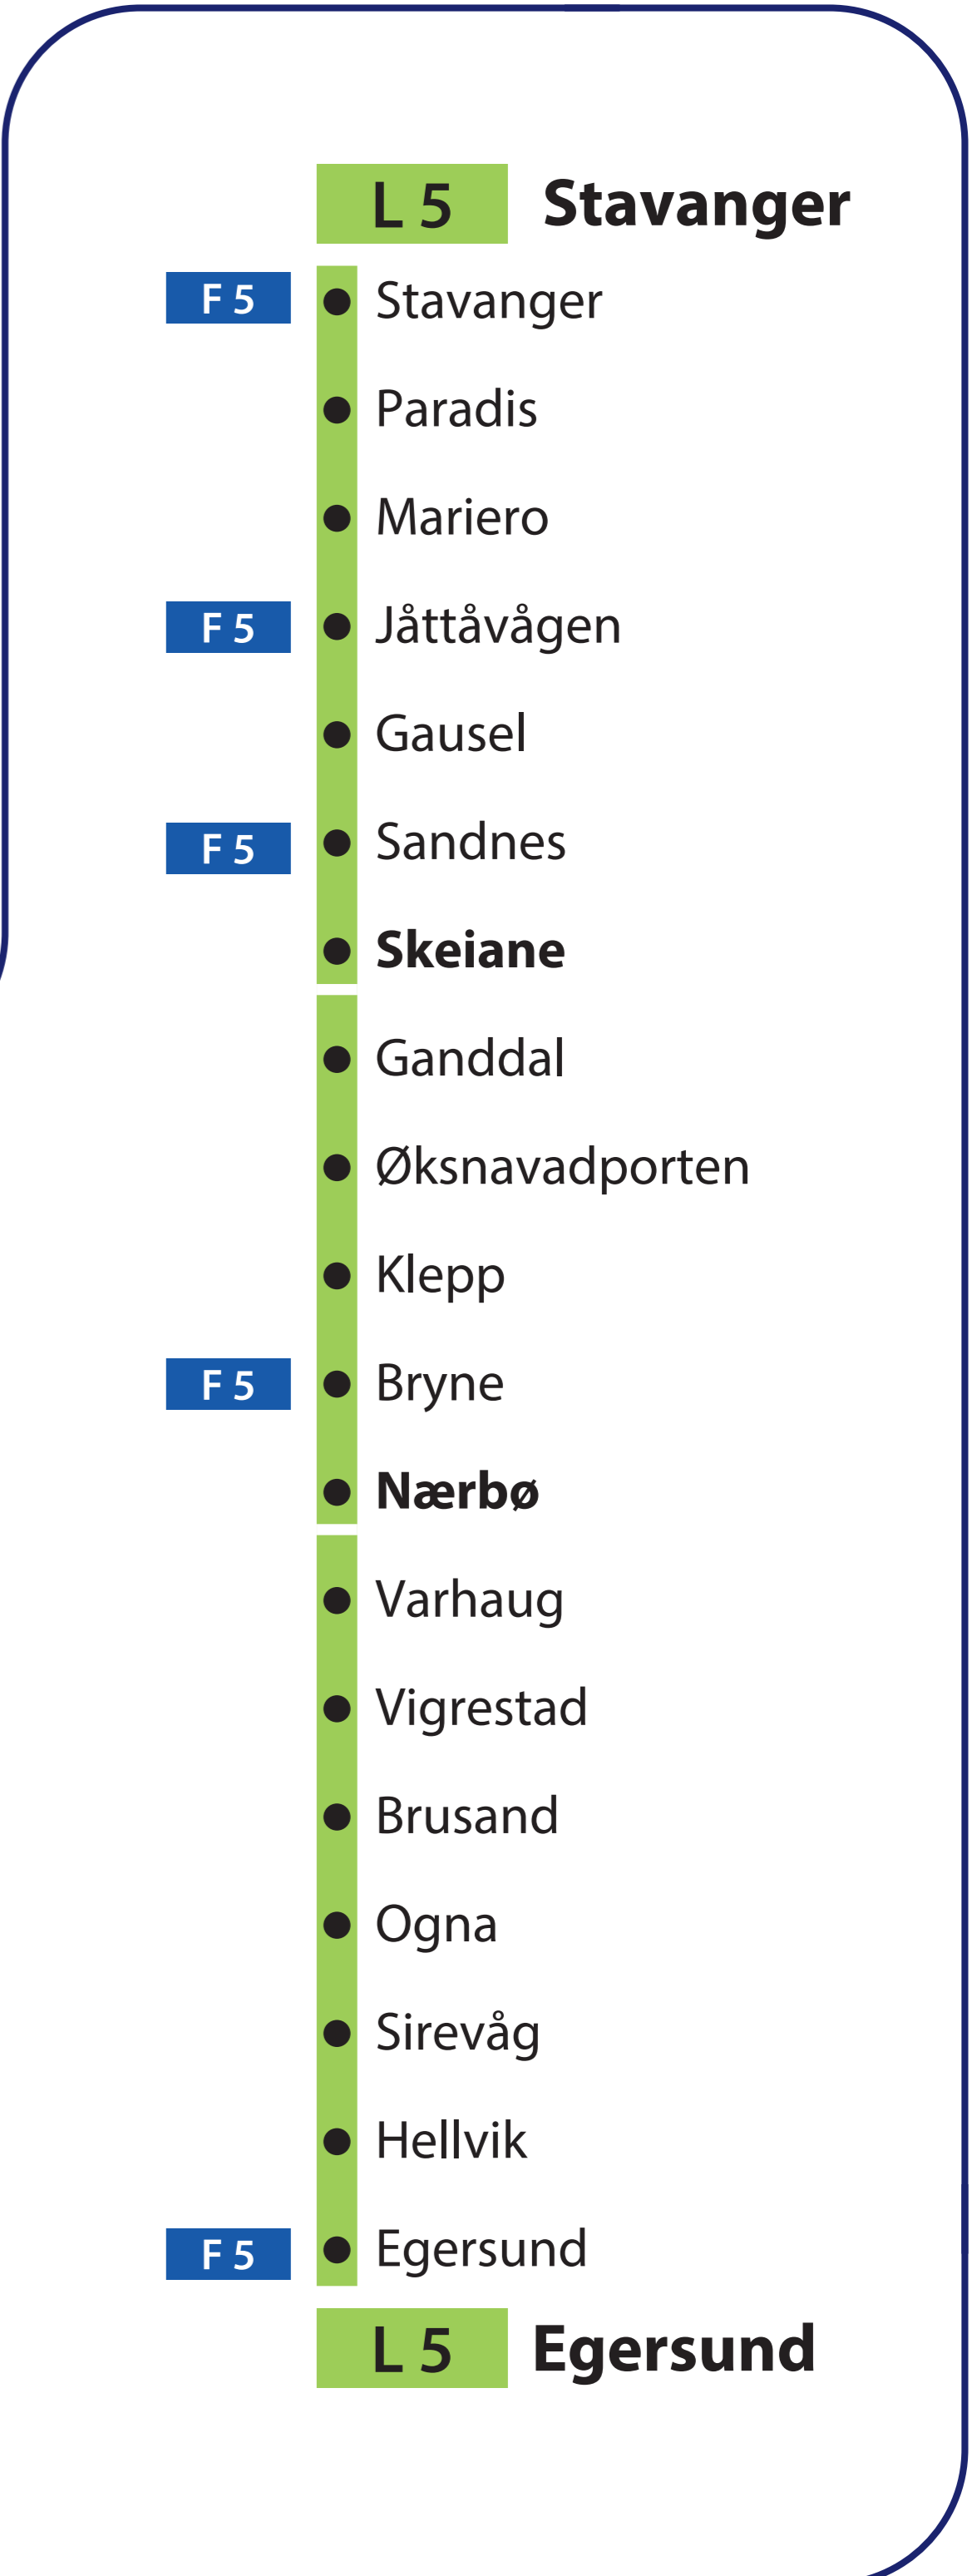 L 5 Stavanger
F 5 Stavanger
Paradis
Mariero
F 5 Jåttåvågen
Gausel
F 5 Sandnes
Skeiane
Ganddal
Øksnavadporten
Klepp
F 5 Bryne
Nærbø
Varhaug
Vigrestad
Brusand
Ogna
Sirevåg
Hellvik
F 5 Egersund
L 5 Egersund